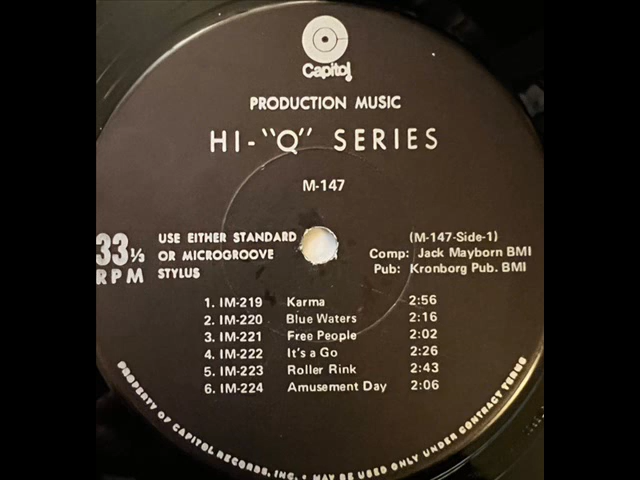 Capitol
PRODUCTION MUSIC
HI-"Q" SERIES
M-147
33⅓
RPM
USE EITHER STANDARD
OR MICROGROOVE
STYLUS
(M-147-Side-1)
Comp: Jack Mayborn BMI
Pub: Kronborg Pub. BMI
1. IM-219 Karma 2:56
2. IM-220 Blue Waters 2:16
3. IM-221 Free People 2:02
4. IM-222 It's a Go 2:26
5. IM-223 Roller Rink 2:43
6. IM-224 Amusement Day 2:06
PROPERTY OF CAPITOL RECORDS, INC. • MAY BE USED ONLY UNDER CONTRACT TERMS